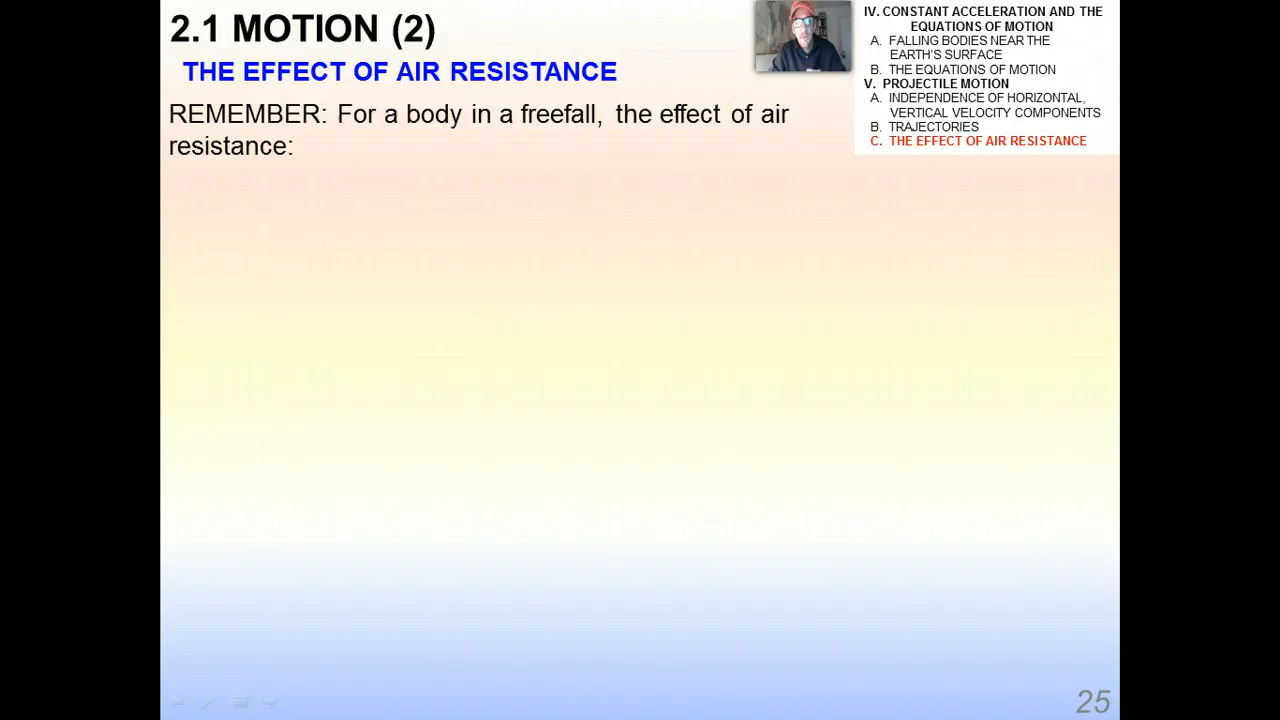 2.1 MOTION (2)
THE EFFECT OF AIR RESISTANCE
REMEMBER: For a body in a freefall, the effect of air
resistance:
IV. CONSTANT ACCELERATION AND THE
EQUATIONS OF MOTION
A. FALLING BODIES NEAR THE
EARTH'S SURFACE
B. THE EQUATIONS OF MOTION
V. PROJECTILE MOTION
A. INDEPENDENCE OF HORIZONTAL,
VERTICAL VELOCITY COMPONENTS
B. TRAJECTORIES
C. THE EFFECT OF AIR RESISTANCE
25